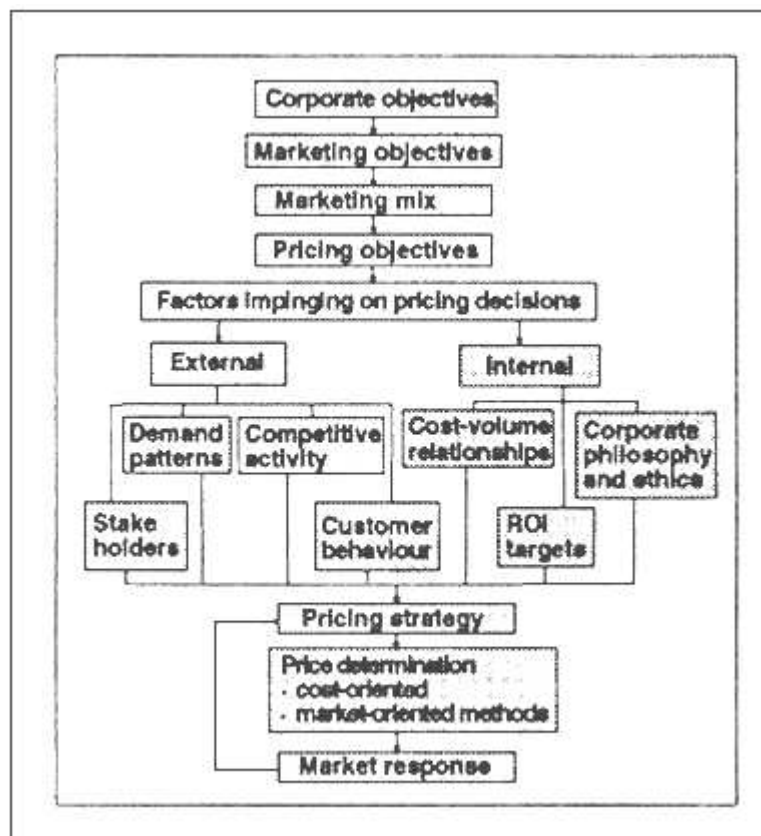 Corporate objectives
Marketing objectives
Marketing mix
Pricing objectives
Factors impinging on pricing decisions
External
Internal
Demand
patterns
Competitive
activity
Cost-volume
relationships
Corporate
philosophy
and ethics
Stake
holders
Customer
behaviour
ROI
targets
Pricing strategy
Price determination
- cost-oriented
- market-oriented methods
Market response